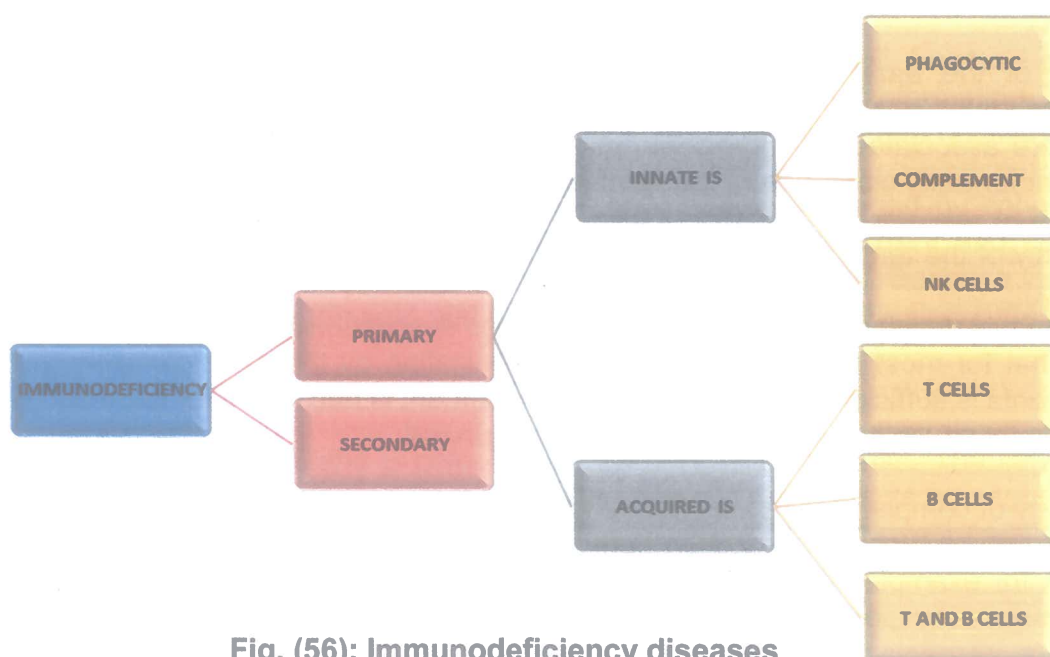 IMMUNODEFICIENCY
PRIMARY
SECONDARY
INNATE IS
ACQUIRED IS
PHAGOCYTIC
COMPLEMENT
NK CELLS
T CELLS
B CELLS
T AND B CELLS
Fig. (56): Immunodeficiency diseases